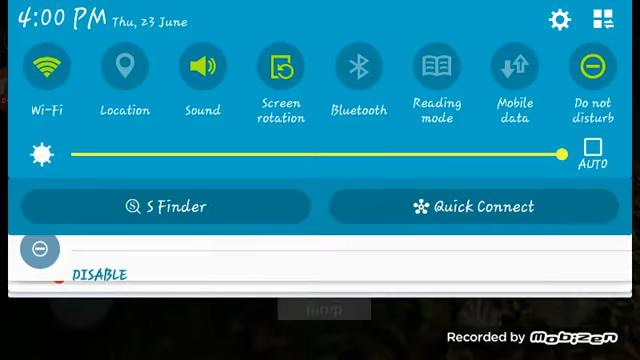 4:00 PM Thu, 23 June
Wi-Fi
Location
Sound
Screen
rotation
Bluetooth
Reading
mode
Mobile
data
Do not
disturb
AUTO
S Finder
Quick Connect
DISABLE
Recorded by Mobizen